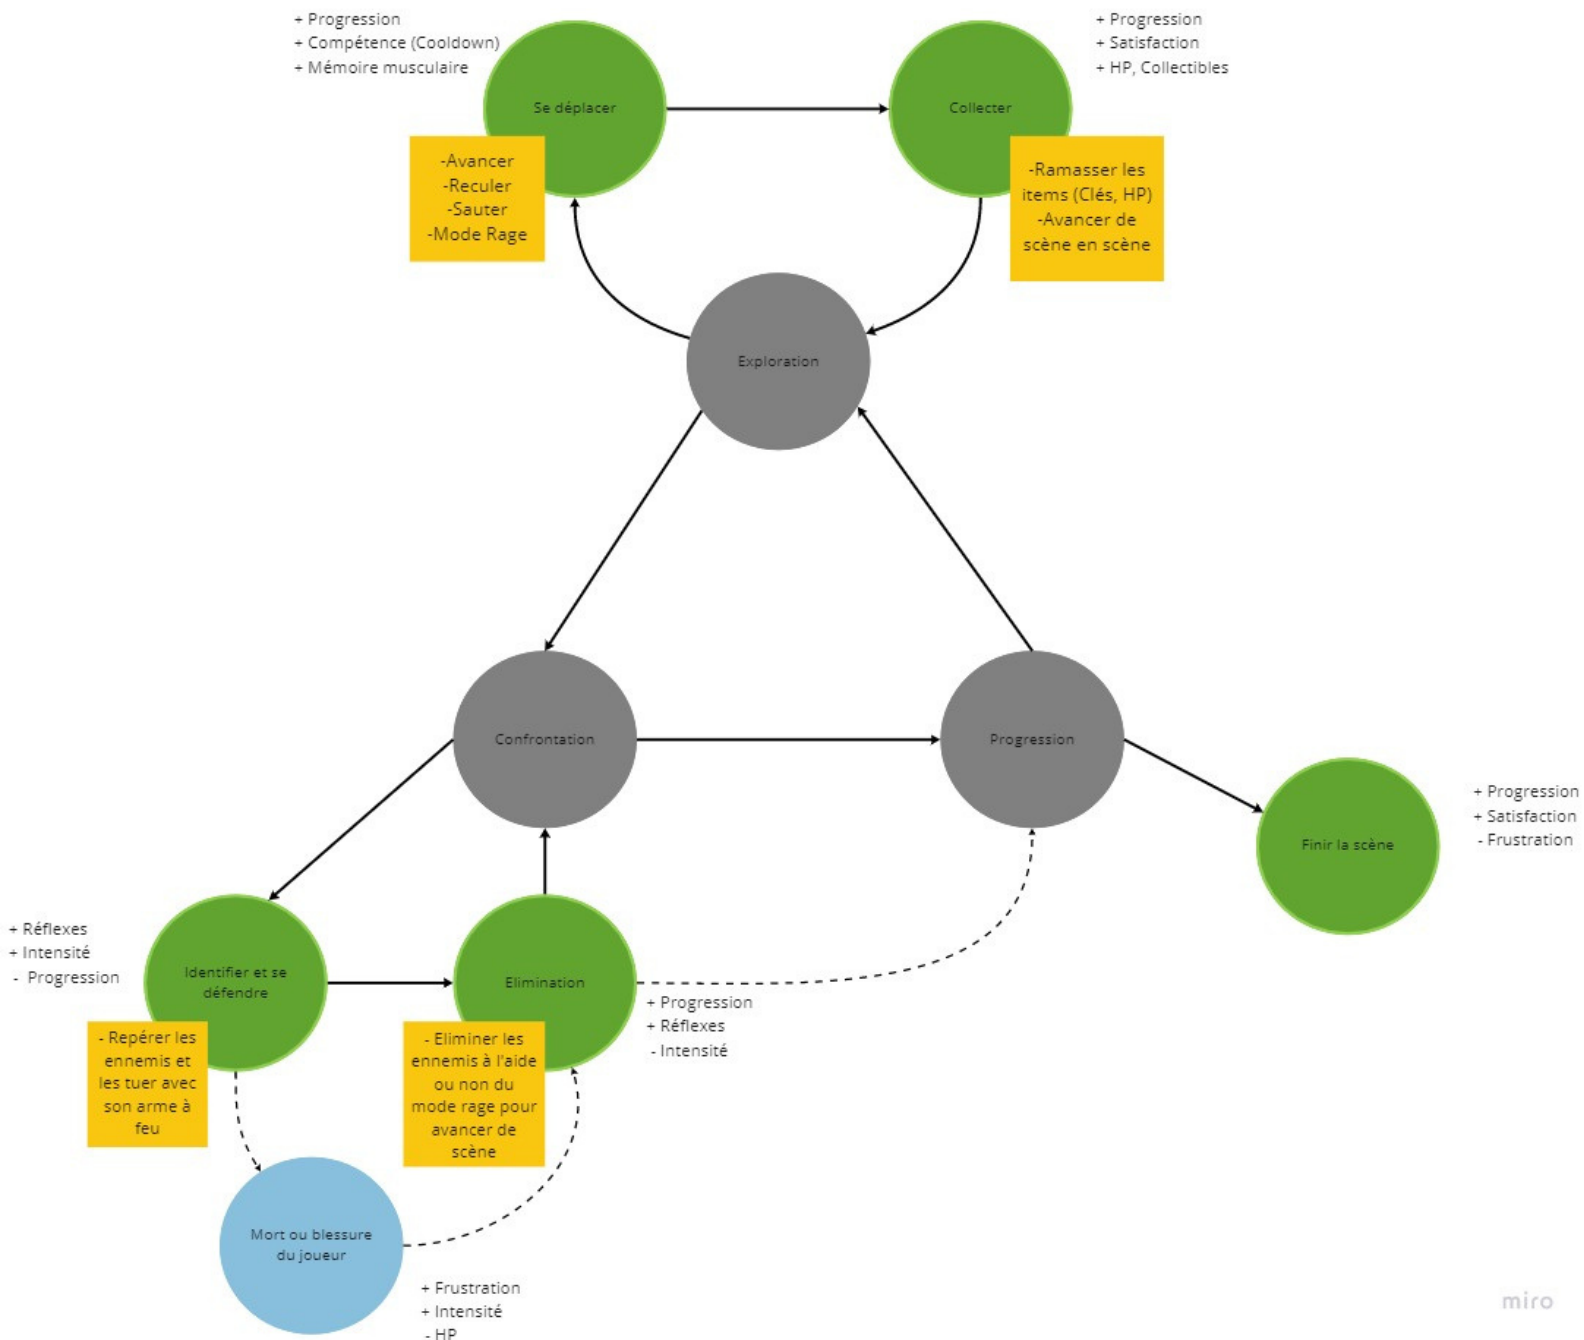 + Progression
+ Compétence (Cooldown)
+ Mémoire musculaire
Se déplacer
-Avancer
-Reculer
-Sauter
-Mode Rage
+ Progression
+ Satisfaction
+ HP, Collectibles
Collecter
-Ramasser les
items (Clés, HP)
-Avancer de
scène en scène
Exploration
Confrontation
Progression
Finir la scène
+ Progression
+ Satisfaction
- Frustration
+ Réflexes
+ Intensité
- Progression
Identifier et se
défendre
- Repérer les
ennemis et
les tuer avec
son arme à
feu
Elimination
- Eliminer les
ennemis à l'aide
ou non du
mode rage pour
avancer de
scène
+ Progression
+ Réflexes
- Intensité
Mort ou blessure
du joueur
+ Frustration
+ Intensité
- HP
miro